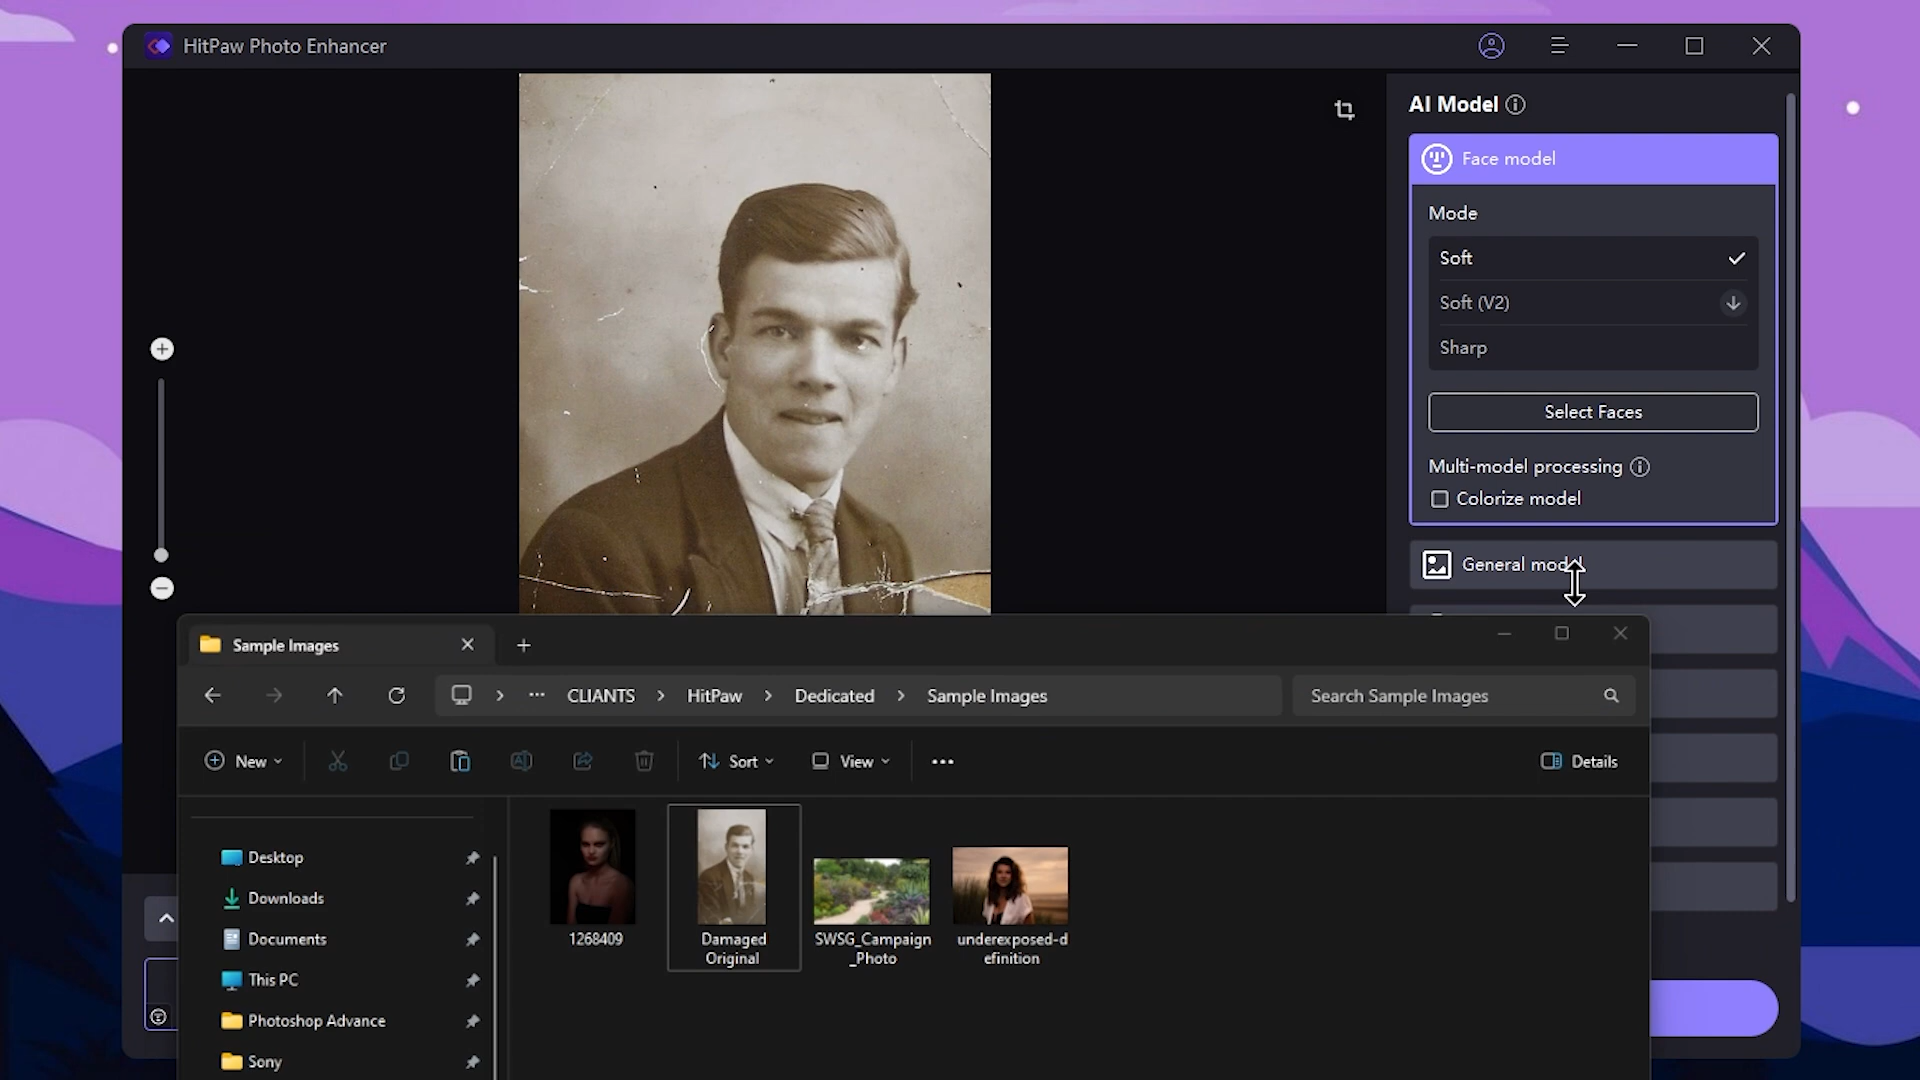 HitPaw Photo Enhancer
AI Model
Face model
Mode
Soft
Soft (V2)
Sharp
Select Faces
Multi-model processing
Colorize model
General model
Sample Images
CLIANTS > HitPaw > Dedicated > Sample Images
Search Sample Images
New
Sort
View
Details
Desktop
Downloads
Documents
This PC
Photoshop Advance
Sony
1268409
Damaged
Original
SWSG_Campaign
_Photo
underexposed-d
efinition